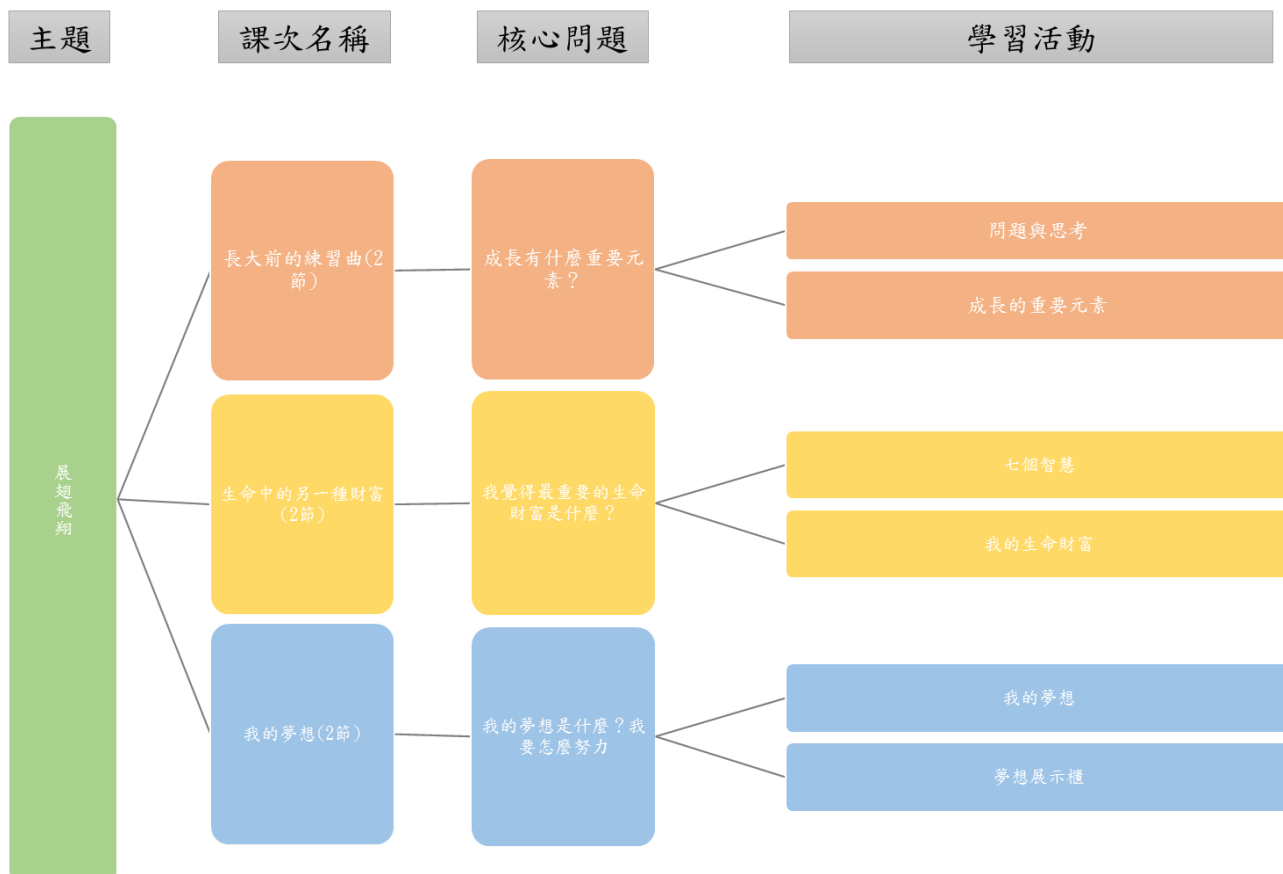 主題
課次名稱
核心問題
學習活動
展翅飛翔
長大前的練習曲(2
節)
成長有什麼重要元
素？
問題與思考
成長的重要元素
生命中的另一種財富
(2節)
我覺得最重要的生命
財富是什麼？
七個智慧
我的生命財富
我的夢想(2節)
我的夢想是什麼？我
要怎麼努力
我的夢想
夢想展示櫃